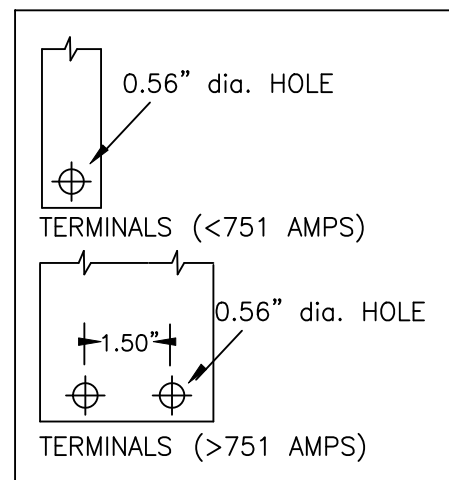 0.56” dia. HOLE
TERMINALS (<751 AMPS)
0.56” dia. HOLE
1.50”
TERMINALS (>751 AMPS)